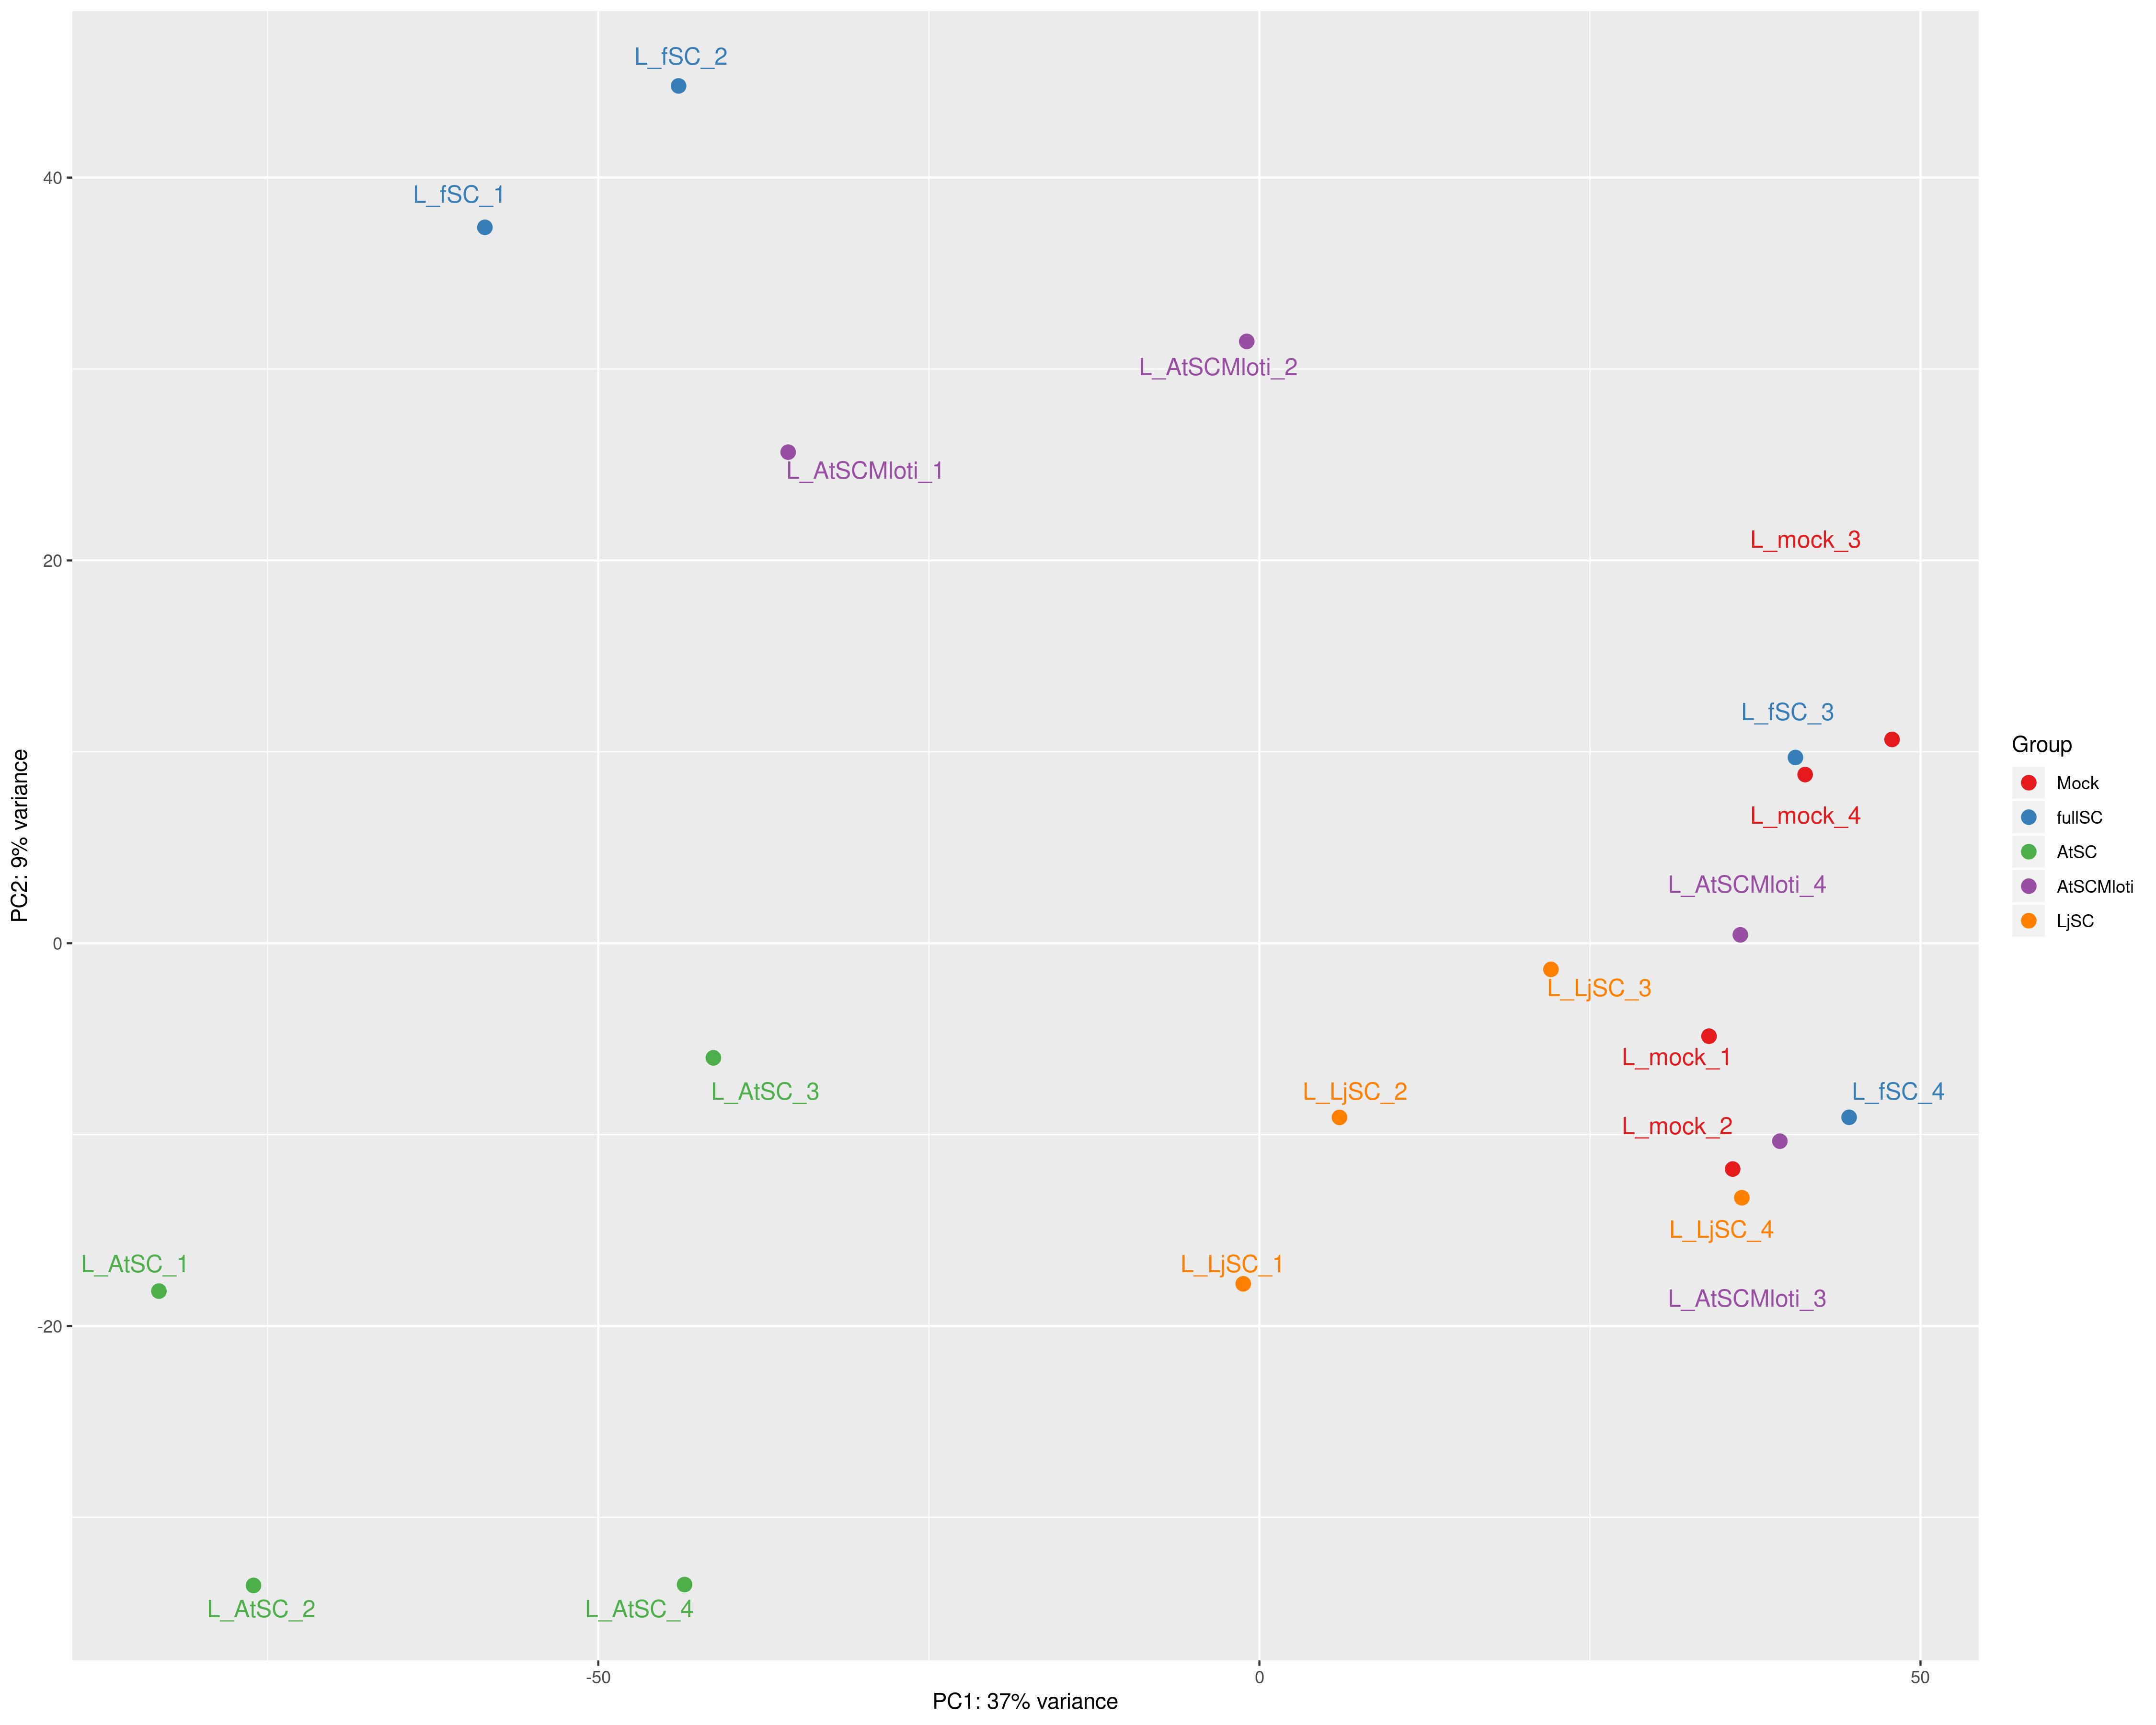 L_fSC_2
L_fSC_1
L_AtSCMloti_2
L_AtSCMloti_1
L_mock_3
L_fSC_3
L_mock_4
L_AtSCMloti_4
L_LjSC_3
L_mock_1
L_AtSC_3
L_LjSC_2
L_fSC_4
L_mock_2
L_LjSC_4
L_AtSC_1
L_LjSC_1
L_AtSCMloti_3
L_AtSC_2
L_AtSC_4
40
20
0
-20
PC2: 9% variance
-50
0
50
PC1: 37% variance
Group
Mock
fullSC
AtSC
AtSCMloti
LjSC